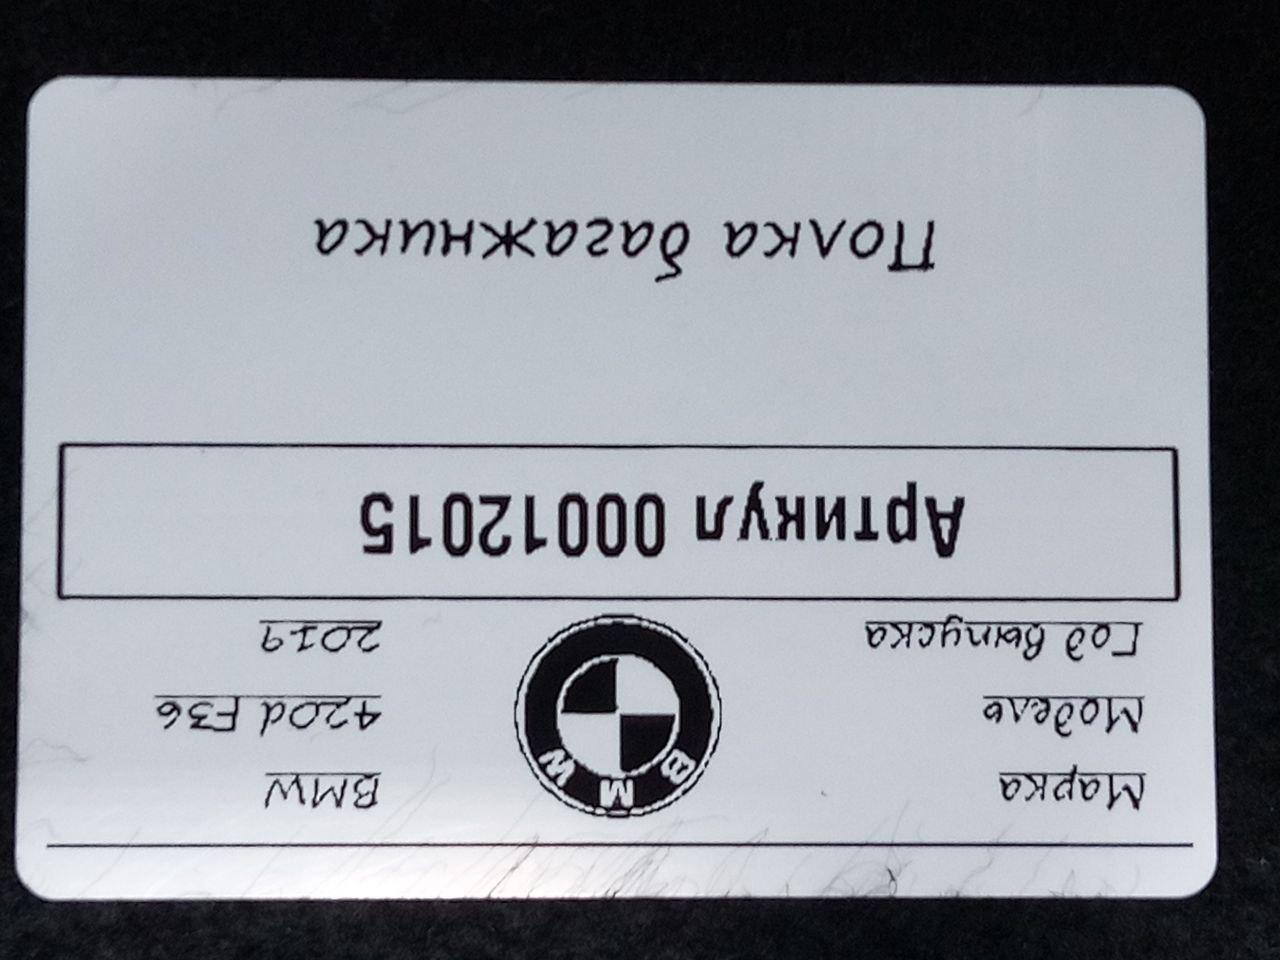 Марка BMW
Модель 420d F36
Год выпуска 2019
BMW
Артикул 00012015
Полка багажника